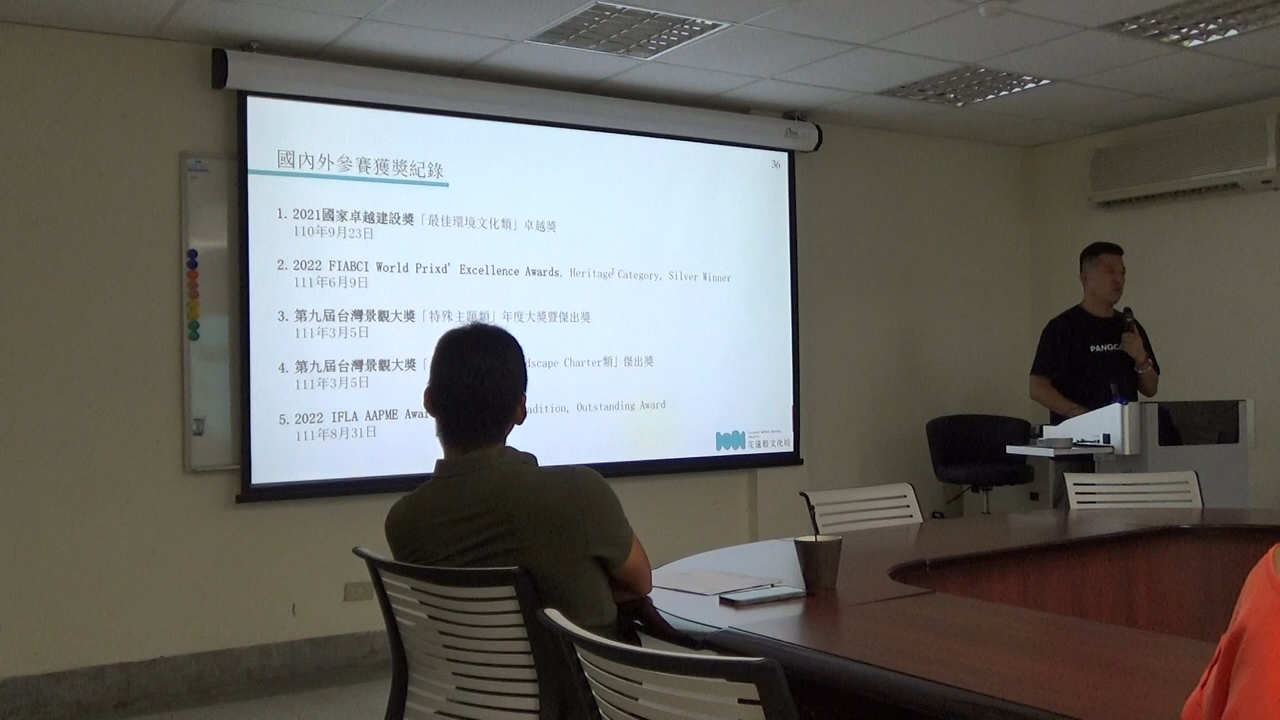 國內外參賽獲獎紀錄
36
1. 2021國家卓越建設獎「最佳環境文化類」卓越獎
110年9月23日
2. 2022 FIABCI World Prixd' Excellence Awards, Heritage Category, Silver Winner
111年6月9日
3. 第九屆台灣景觀大獎「特殊主題類」年度大獎暨傑出獎
111年3月5日
4. 第九屆台灣景觀大獎「 dscape Charter類」傑出獎
111年3月5日
5. 2022 IFLA AAPME Awar adition, Outstanding Award
111年8月31日
花蓮縣文化局
PANGC